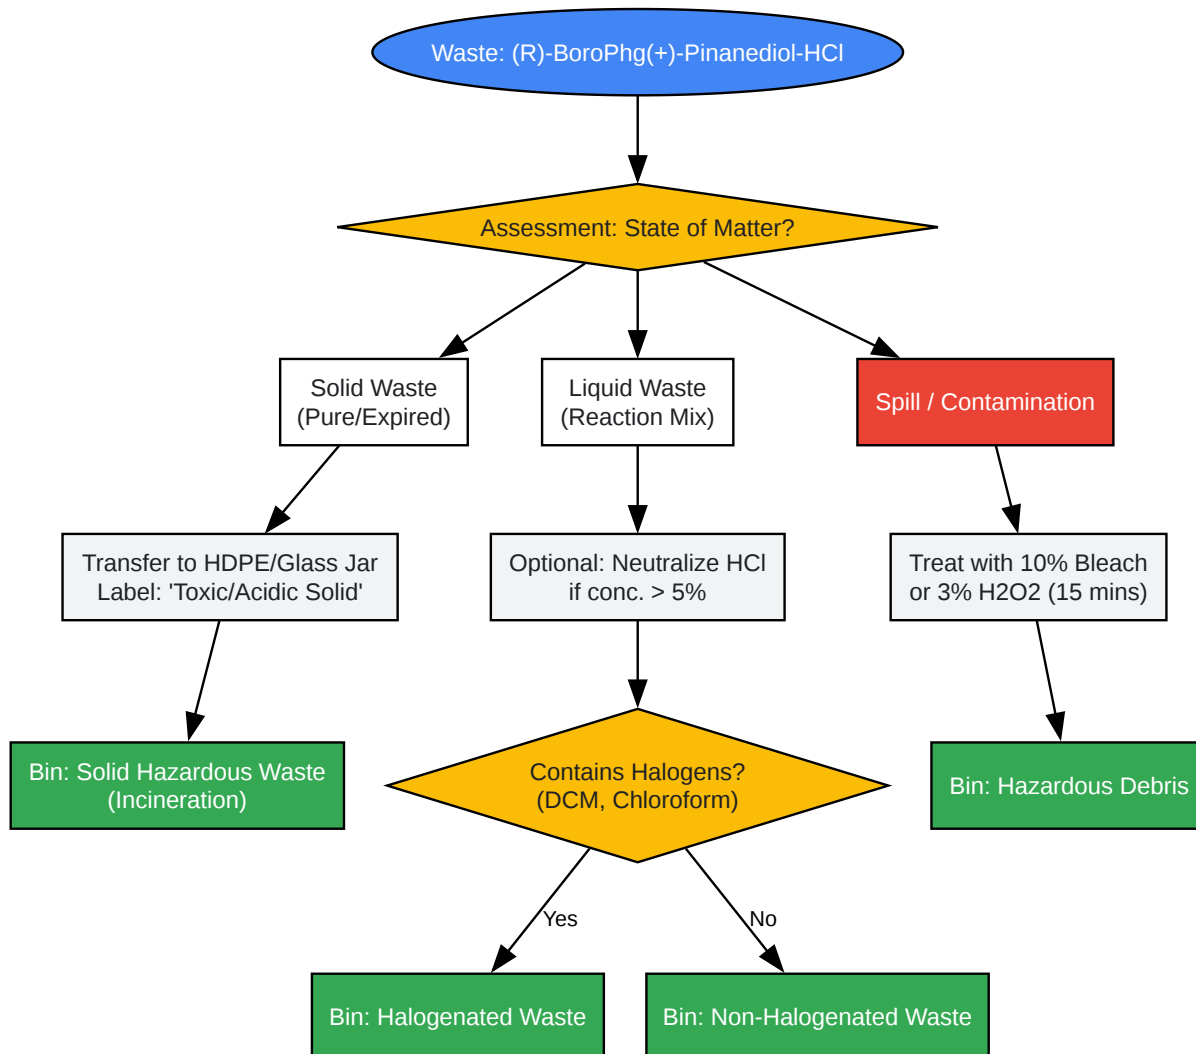 Waste: (R)-BoroPhg(+)-Pinanediol-HCl
Assessment: State of Matter?
Solid Waste
(Pure/Expired)
Liquid Waste
(Reaction Mix)
Spill / Contamination
Transfer to HDPE/Glass Jar
Label: 'Toxic/Acidic Solid'
Optional: Neutralize HCl
if conc. > 5%
Treat with 10% Bleach
or 3% H2O2 (15 mins)
Bin: Solid Hazardous Waste
(Incineration)
Contains Halogens?
(DCM, Chloroform)
Bin: Hazardous Debris
Yes
No
Bin: Halogenated Waste
Bin: Non-Halogenated Waste